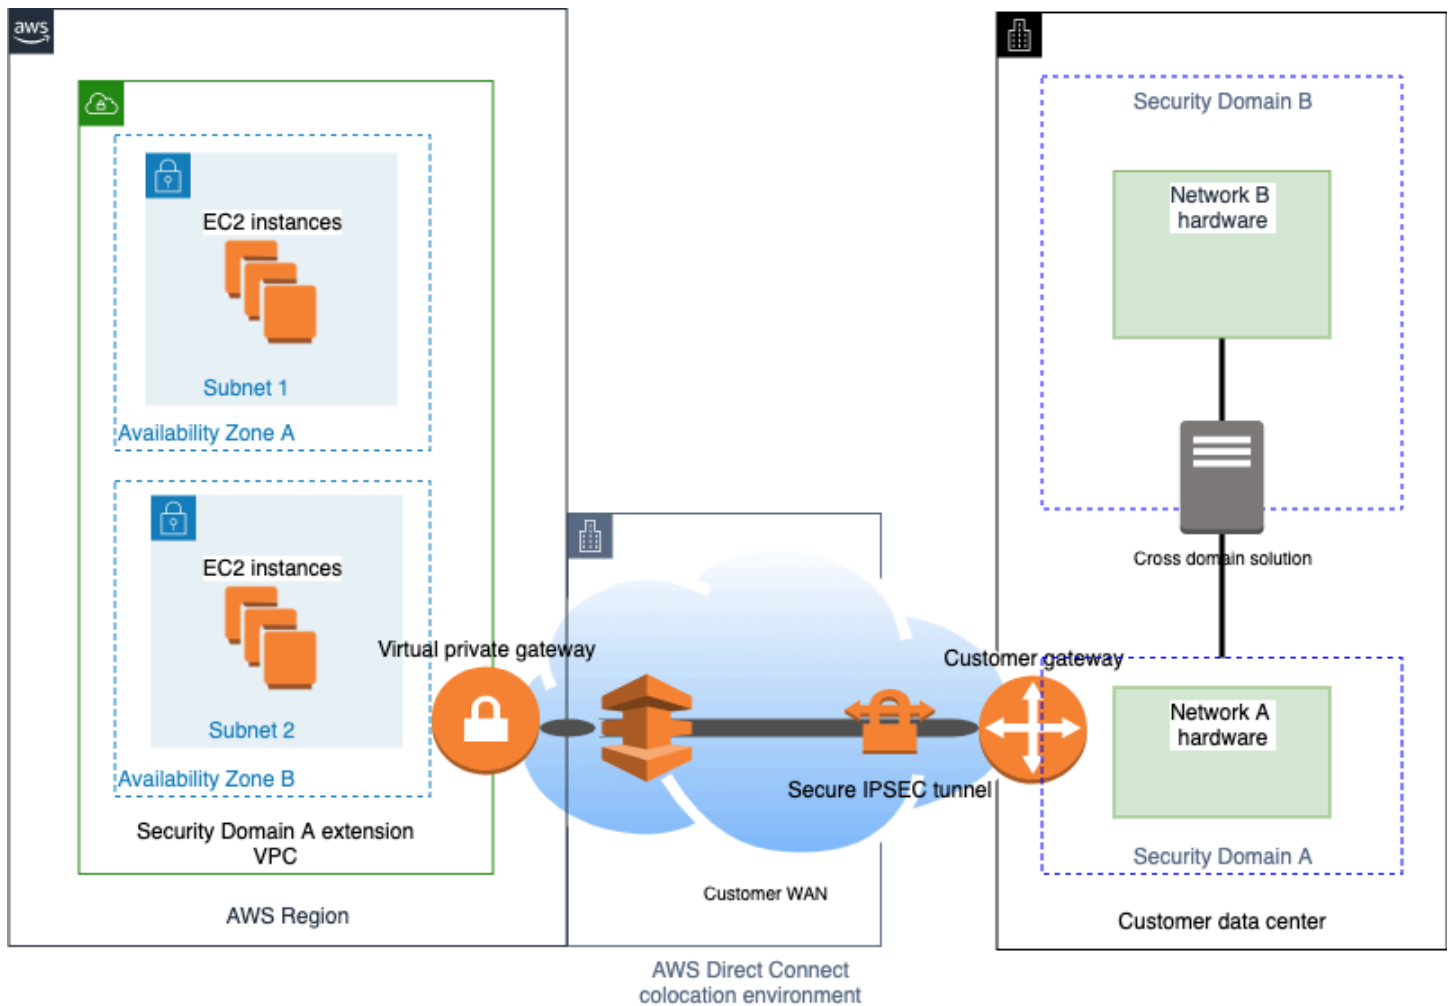 aws
EC2 instances
Subnet 1
Availability Zone A
EC2 instances
Subnet 2
Availability Zone B
Security Domain A extension
VPC
AWS Region
Virtual private gateway
Secure IPSEC tunnel
Customer WAN
AWS Direct Connect
colocation environment
Customer gateway
Security Domain B
Network B
hardware
Cross domain solution
Network A
hardware
Security Domain A
Customer data center